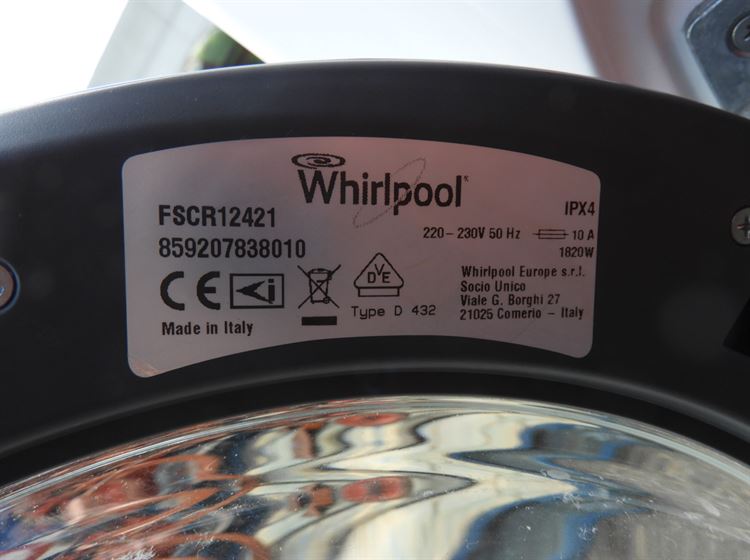 Whirlpool
FSCR12421
859207838010
IPX4
220-230V 50 Hz 10 A
1820W
CE
VE
D
Type D 432
Made in Italy
Whirlpool Europe s.r.l.
Socio Unico
Viale G. Borghi 27
21025 Comerio - Italy